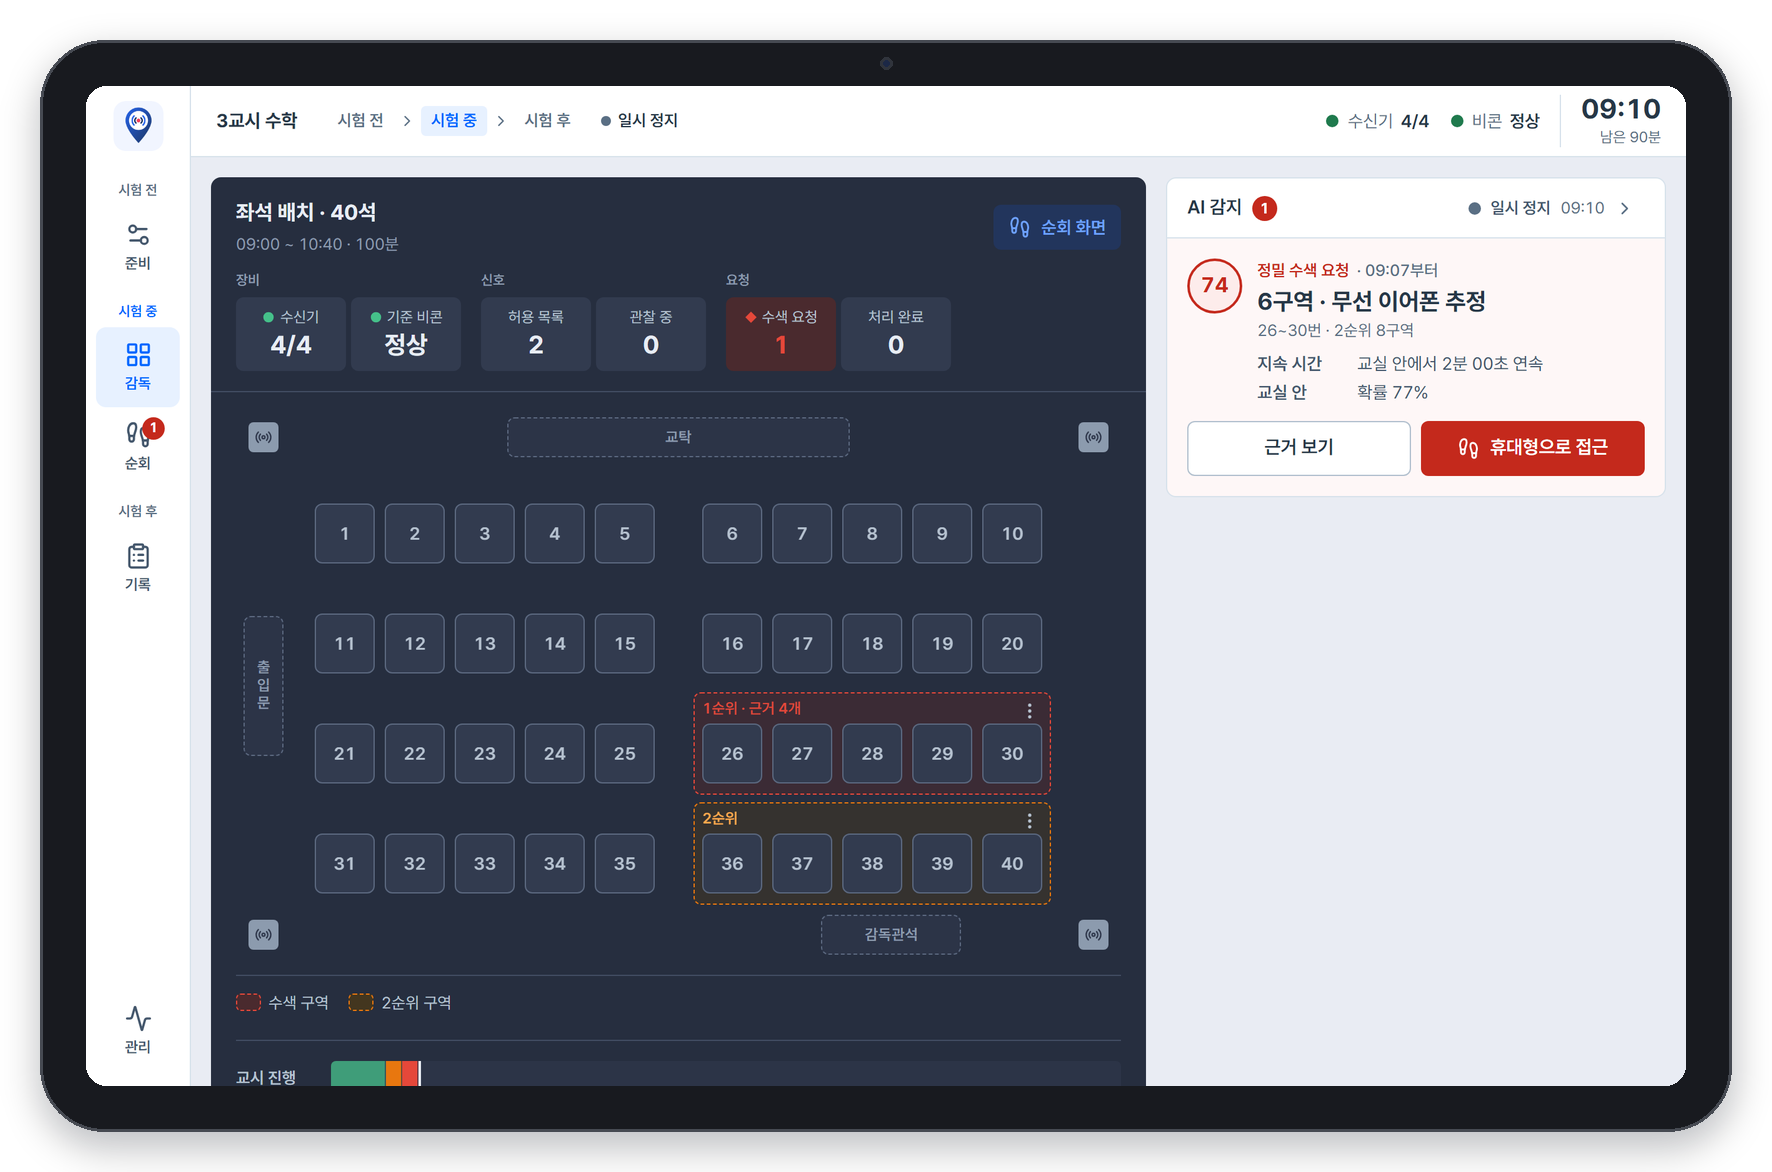 3교시 수학
시험 전
시험 중
시험 후
일시 정지
수신기 4/4
비콘 정상
09:10
남은 90분
시험 전
준비
시험 중
감독
1
순회
시험 후
기록
관리
좌석 배치 · 40석
09:00 ~ 10:40 · 100분
순회 화면
장비
신호
요청
수신기
4/4
기준 비콘
정상
허용 목록
2
관찰 중
0
수색 요청
1
처리 완료
0
교탁
1 2 3 4 5 6 7 8 9 10
11 12 13 14 15 16 17 18 19 20
출입문
1순위 · 근거 4개
21 22 23 24 25 26 27 28 29 30
2순위
31 32 33 34 35 36 37 38 39 40
감독관석
수색 구역
2순위 구역
교시 진행
AI 감지 1
일시 정지 09:10
74
정밀 수색 요청 · 09:07부터
6구역 · 무선 이어폰 추정
26~30번 · 2순위 8구역
지속 시간 교실 안에서 2분 00초 연속
교실 안 확률 77%
근거 보기
휴대형으로 접근